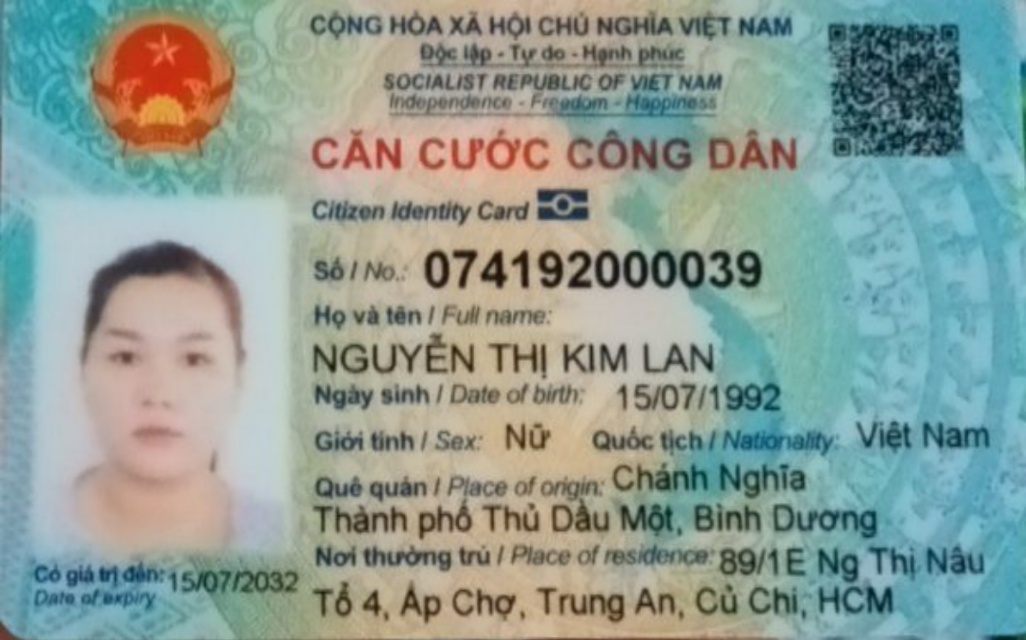 CỘNG HÒA XÃ HỘI CHỦ NGHĨA VIỆT NAM
Độc lập - Tự do - Hạnh phúc
SOCIALIST REPUBLIC OF VIET NAM
Independence - Freedom - Happiness
CĂN CƯỚC CÔNG DÂN
Citizen Identity Card
Số / No.: 074192000039
Họ và tên / Full name:
NGUYỄN THỊ KIM LAN
Ngày sinh / Date of birth: 15/07/1992
Giới tính / Sex: Nữ Quốc tịch / Nationality: Việt Nam
Quê quán / Place of origin: Chánh Nghĩa
Thành phố Thủ Dầu Một, Bình Dương
Nơi thường trú / Place of residence: 89/1E Ng Thị Nâu
Tổ 4, Ấp Chợ, Trung An, Củ Chi, HCM
Có giá trị đến: 15/07/2032
Date of expiry